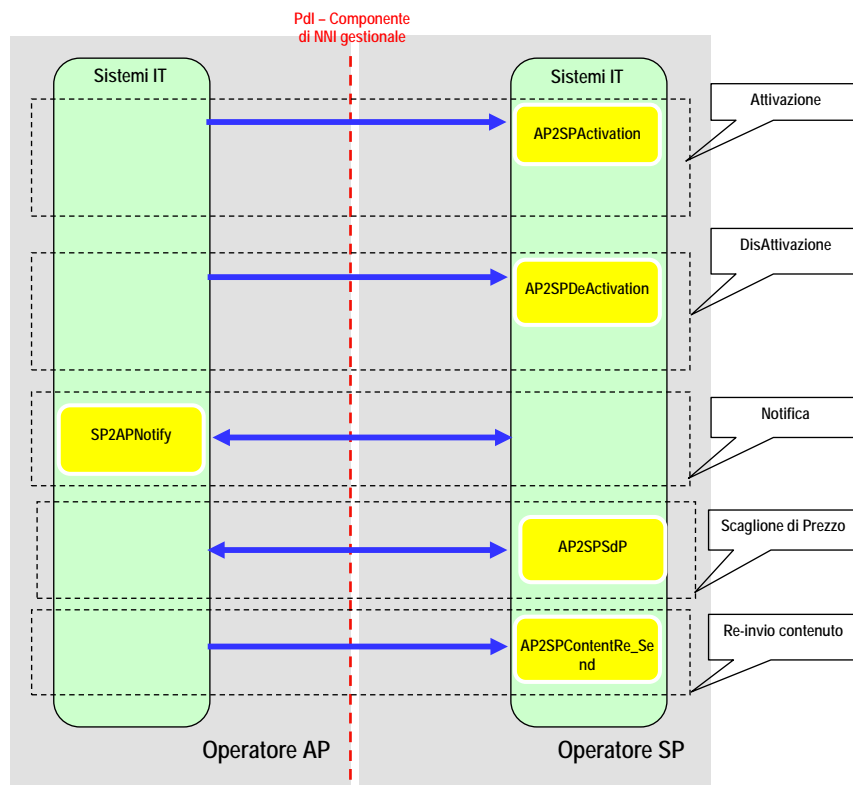 PdI – Componente
di NNI gestionale
Sistemi IT
Sistemi IT
Attivazione
AP2SPActivation
DisAttivazione
AP2SPDeActivation
Notifica
SP2APNotify
Scaglione di Prezzo
AP2SPSdP
Re-invio contenuto
AP2SPContentRe_Se
nd
Operatore AP
Operatore SP